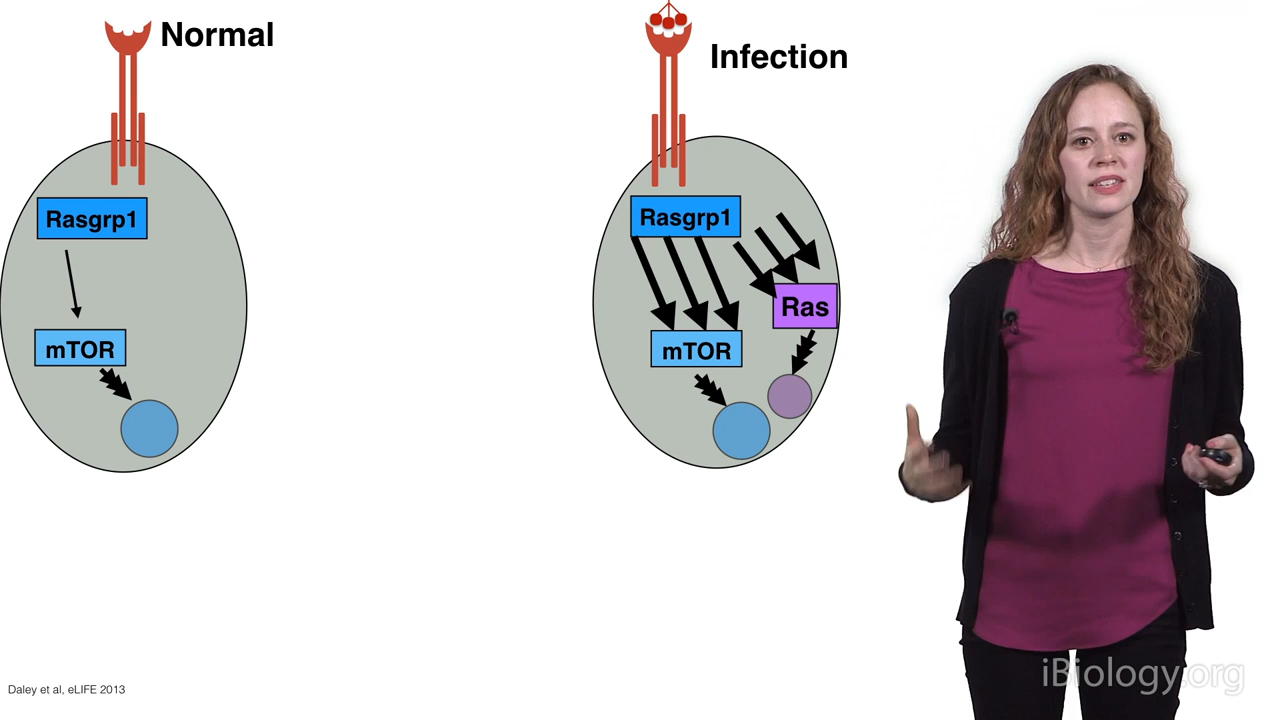 Normal
Infection
Rasgrp1
Rasgrp1
Ras
mTOR
mTOR
Daley et al, eLIFE 2013
iBiology.org